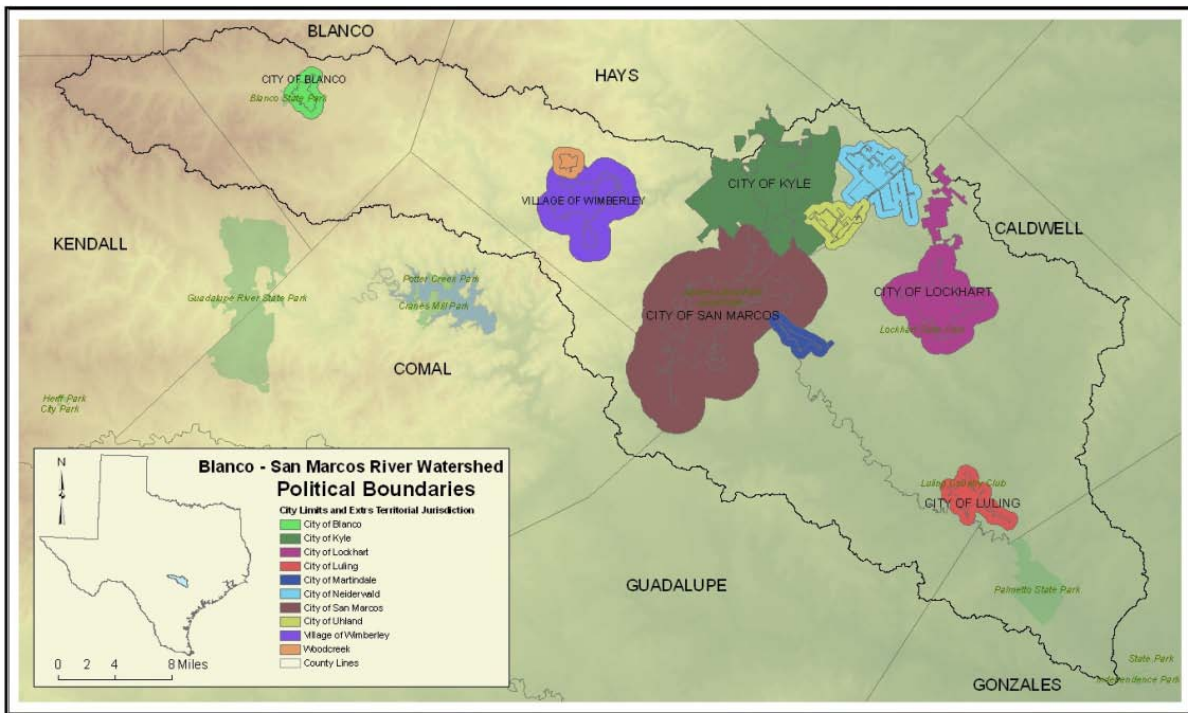 BLANCO
HAYS
CITY OF BLANCO
Blanco State Park
VILLAGE OF WIMBERLEY
CITY OF KYLE
CALDWELL
KENDALL
Guadalupe River State Park
Potter Creek Park
Cranes Mill Park
CITY OF SAN MARCOS
CITY OF LOCKHART
Lockhart State Park
COMAL
Herff Park
City Park
Luling Country Club
CITY OF LULING
GUADALUPE
Palmetto State Park
State Park
Independence Park
GONZALES
N
Blanco - San Marcos River Watershed
Political Boundaries
City Limits and Extrs Territorial Jurisdiction
City of Blanco
City of Kyle
City of Lockhart
City of Luling
City of Martindale
City of Neiderwald
City of San Marcos
City of Uhland
Village of Wimberley
Woodcreek
County Lines
0 2 4 8 Miles